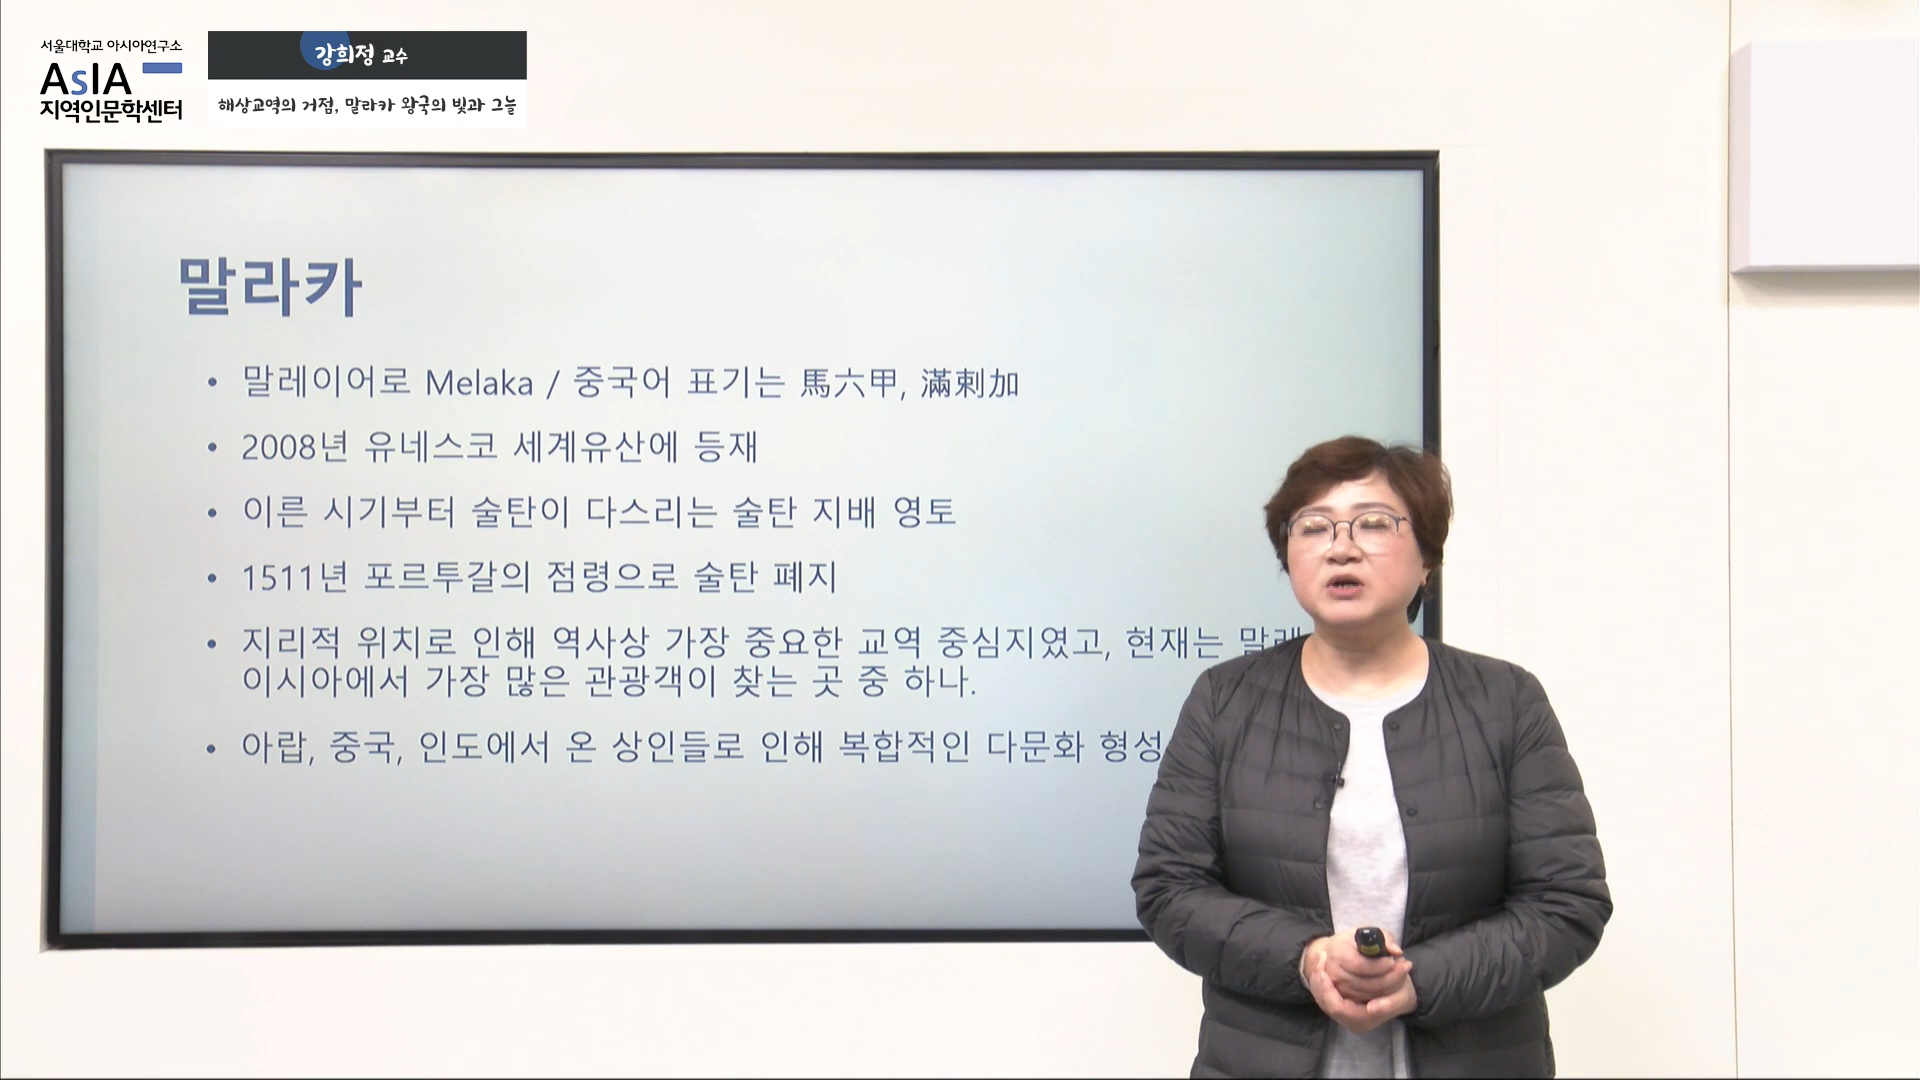 서울대학교 아시아연구소
AsIA
지역인문학센터
강희정 교수
해상교역의 거점, 말라카 왕국의 빛과 그늘
말라카
• 말레이어로 Melaka / 중국어 표기는 馬六甲, 滿剌加
• 2008년 유네스코 세계유산에 등재
• 이른 시기부터 술탄이 다스리는 술탄 지배 영토
• 1511년 포르투갈의 점령으로 술탄 폐지
• 지리적 위치로 인해 역사상 가장 중요한 교역 중심지였고, 현재는 말레
이시아에서 가장 많은 관광객이 찾는 곳 중 하나.
• 아랍, 중국, 인도에서 온 상인들로 인해 복합적인 다문화 형성